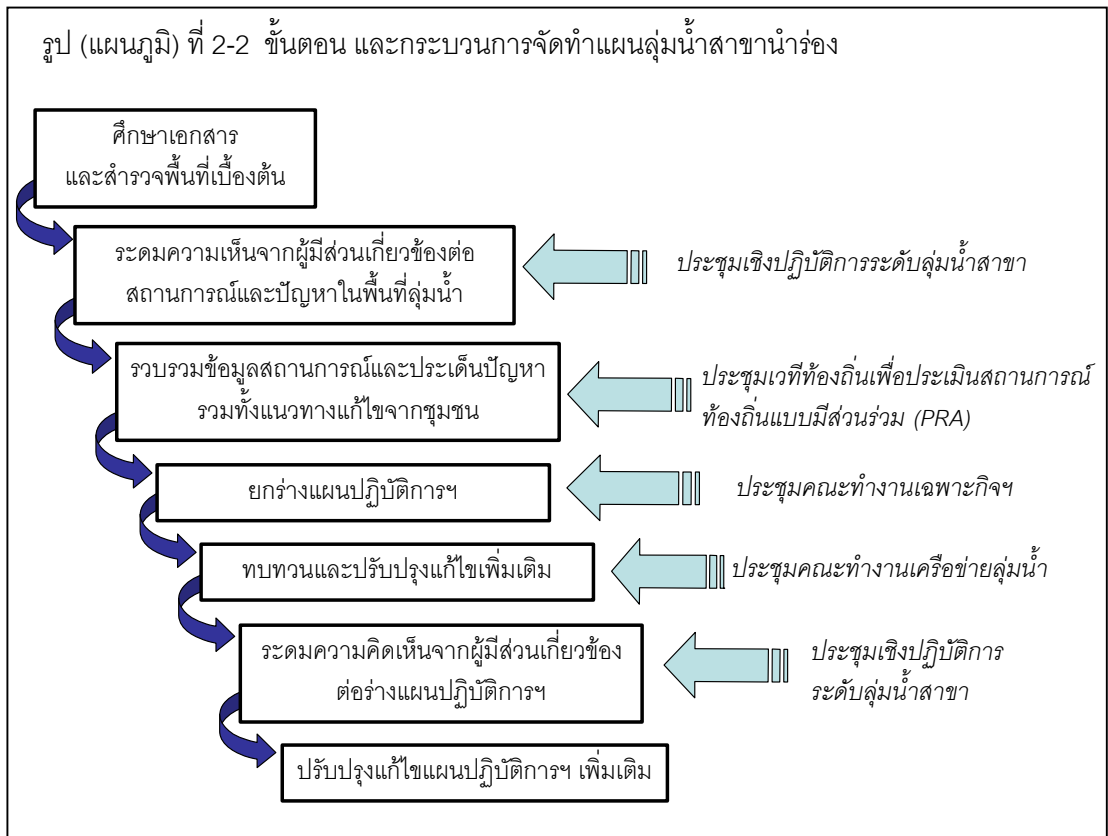 รูป (แผนภูมิ) ที่ 2-2 ขั้นตอน และกระบวนการจัดทำแผนลุ่มน้ำสาขานำร่อง
ศึกษาเอกสาร
และสำรวจพื้นที่เบื้องต้น
ระดมความเห็นจากผู้มีส่วนเกี่ยวข้องต่อ
สถานการณ์และปัญหาในพื้นที่ลุ่มน้ำ
ประชุมเชิงปฏิบัติการระดับลุ่มน้ำสาขา
รวบรวมข้อมูลสถานการณ์และประเด็นปัญหา
รวมทั้งแนวทางแก้ไขจากชุมชน
ประชุมเวทีท้องถิ่นเพื่อประเมินสถานการณ์
ท้องถิ่นแบบมีส่วนร่วม (PRA)
ยกร่างแผนปฏิบัติการฯ
ประชุมคณะทำงานเฉพาะกิจฯ
ทบทวนและปรับปรุงแก้ไขเพิ่มเติม
ประชุมคณะทำงานเครือข่ายลุ่มน้ำ
ระดมความคิดเห็นจากผู้มีส่วนเกี่ยวข้อง
ต่อร่างแผนปฏิบัติการฯ
ประชุมเชิงปฏิบัติการ
ระดับลุ่มน้ำสาขา
ปรับปรุงแก้ไขแผนปฏิบัติการฯ เพิ่มเติม